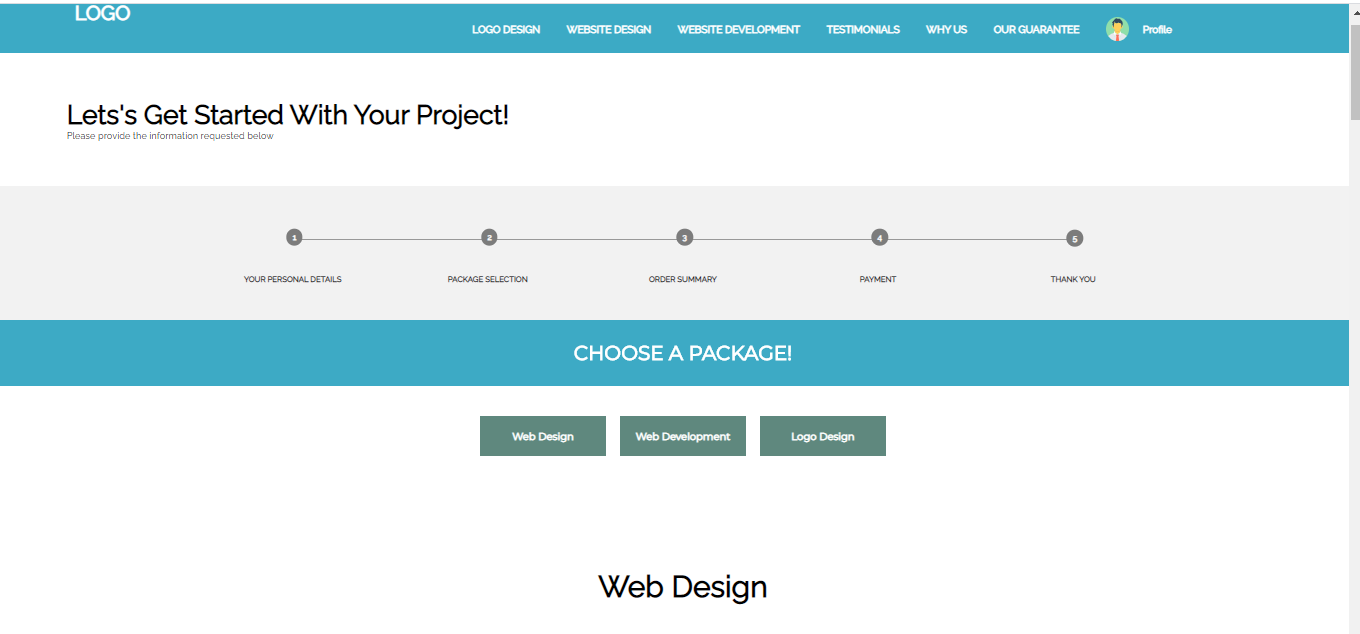 LOGO
LOGO DESIGN WEBSITE DESIGN WEBSITE DEVELOPMENT TESTIMONIALS WHY US OUR GUARANTEE Profile
Lets's Get Started With Your Project!
Please provide the information requested below
1 2 3 4 5
YOUR PERSONAL DETAILS PACKAGE SELECTION ORDER SUMMARY PAYMENT THANK YOU
CHOOSE A PACKAGE!
Web Design Web Development Logo Design
Web Design